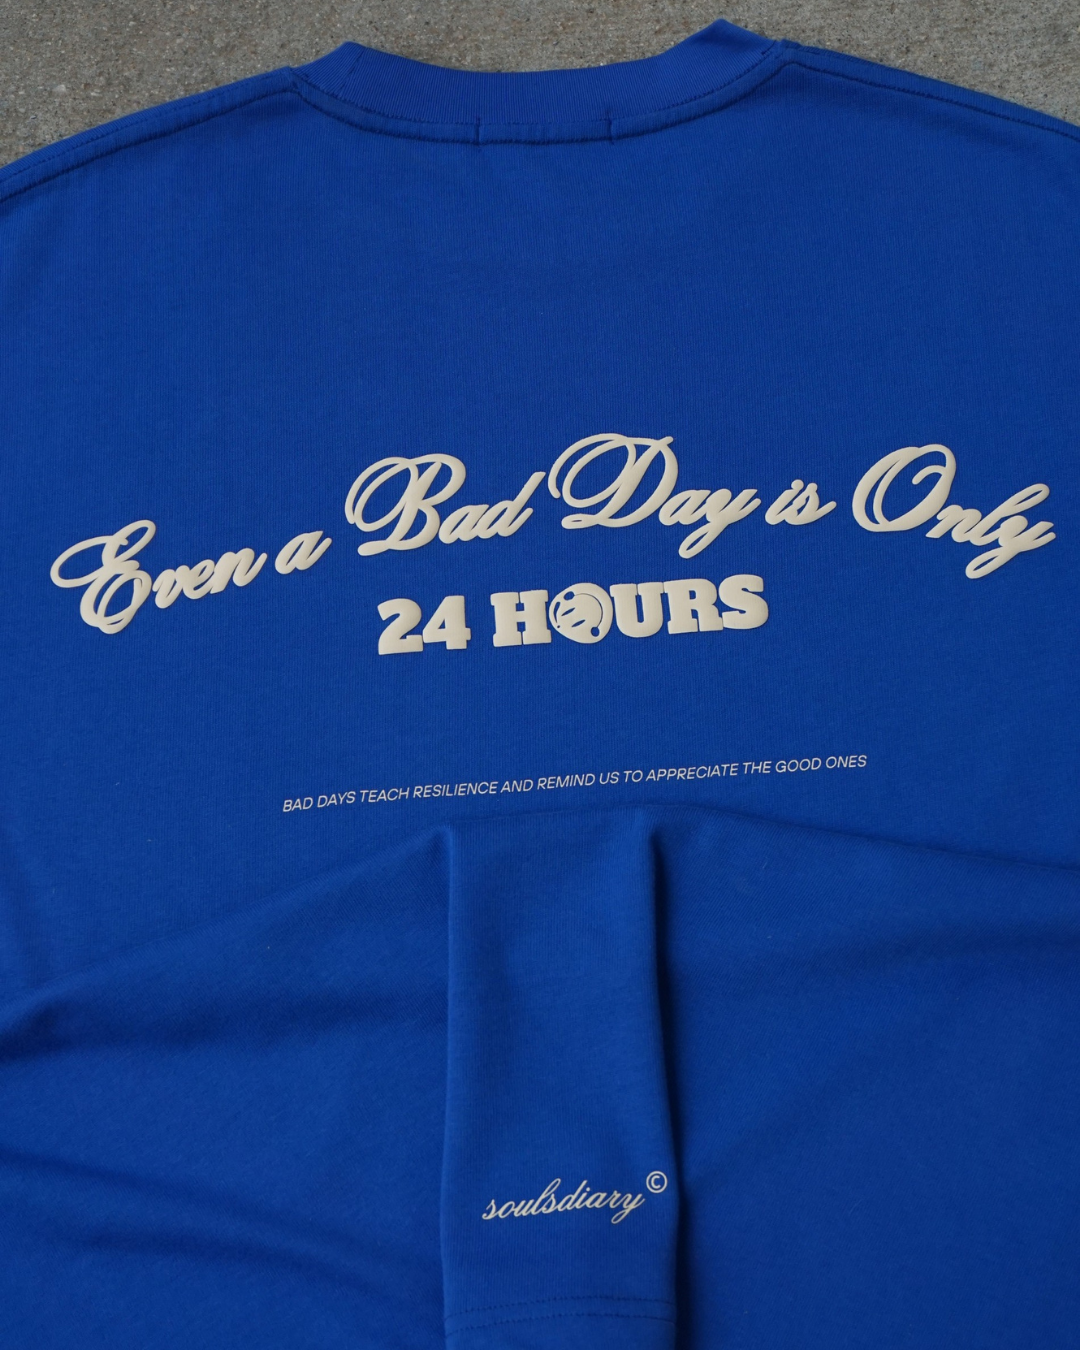 Even a Bad Day is Only
24 HOURS
BAD DAYS TEACH RESILIENCE AND REMIND US TO APPRECIATE THE GOOD ONES
soulsdiary©